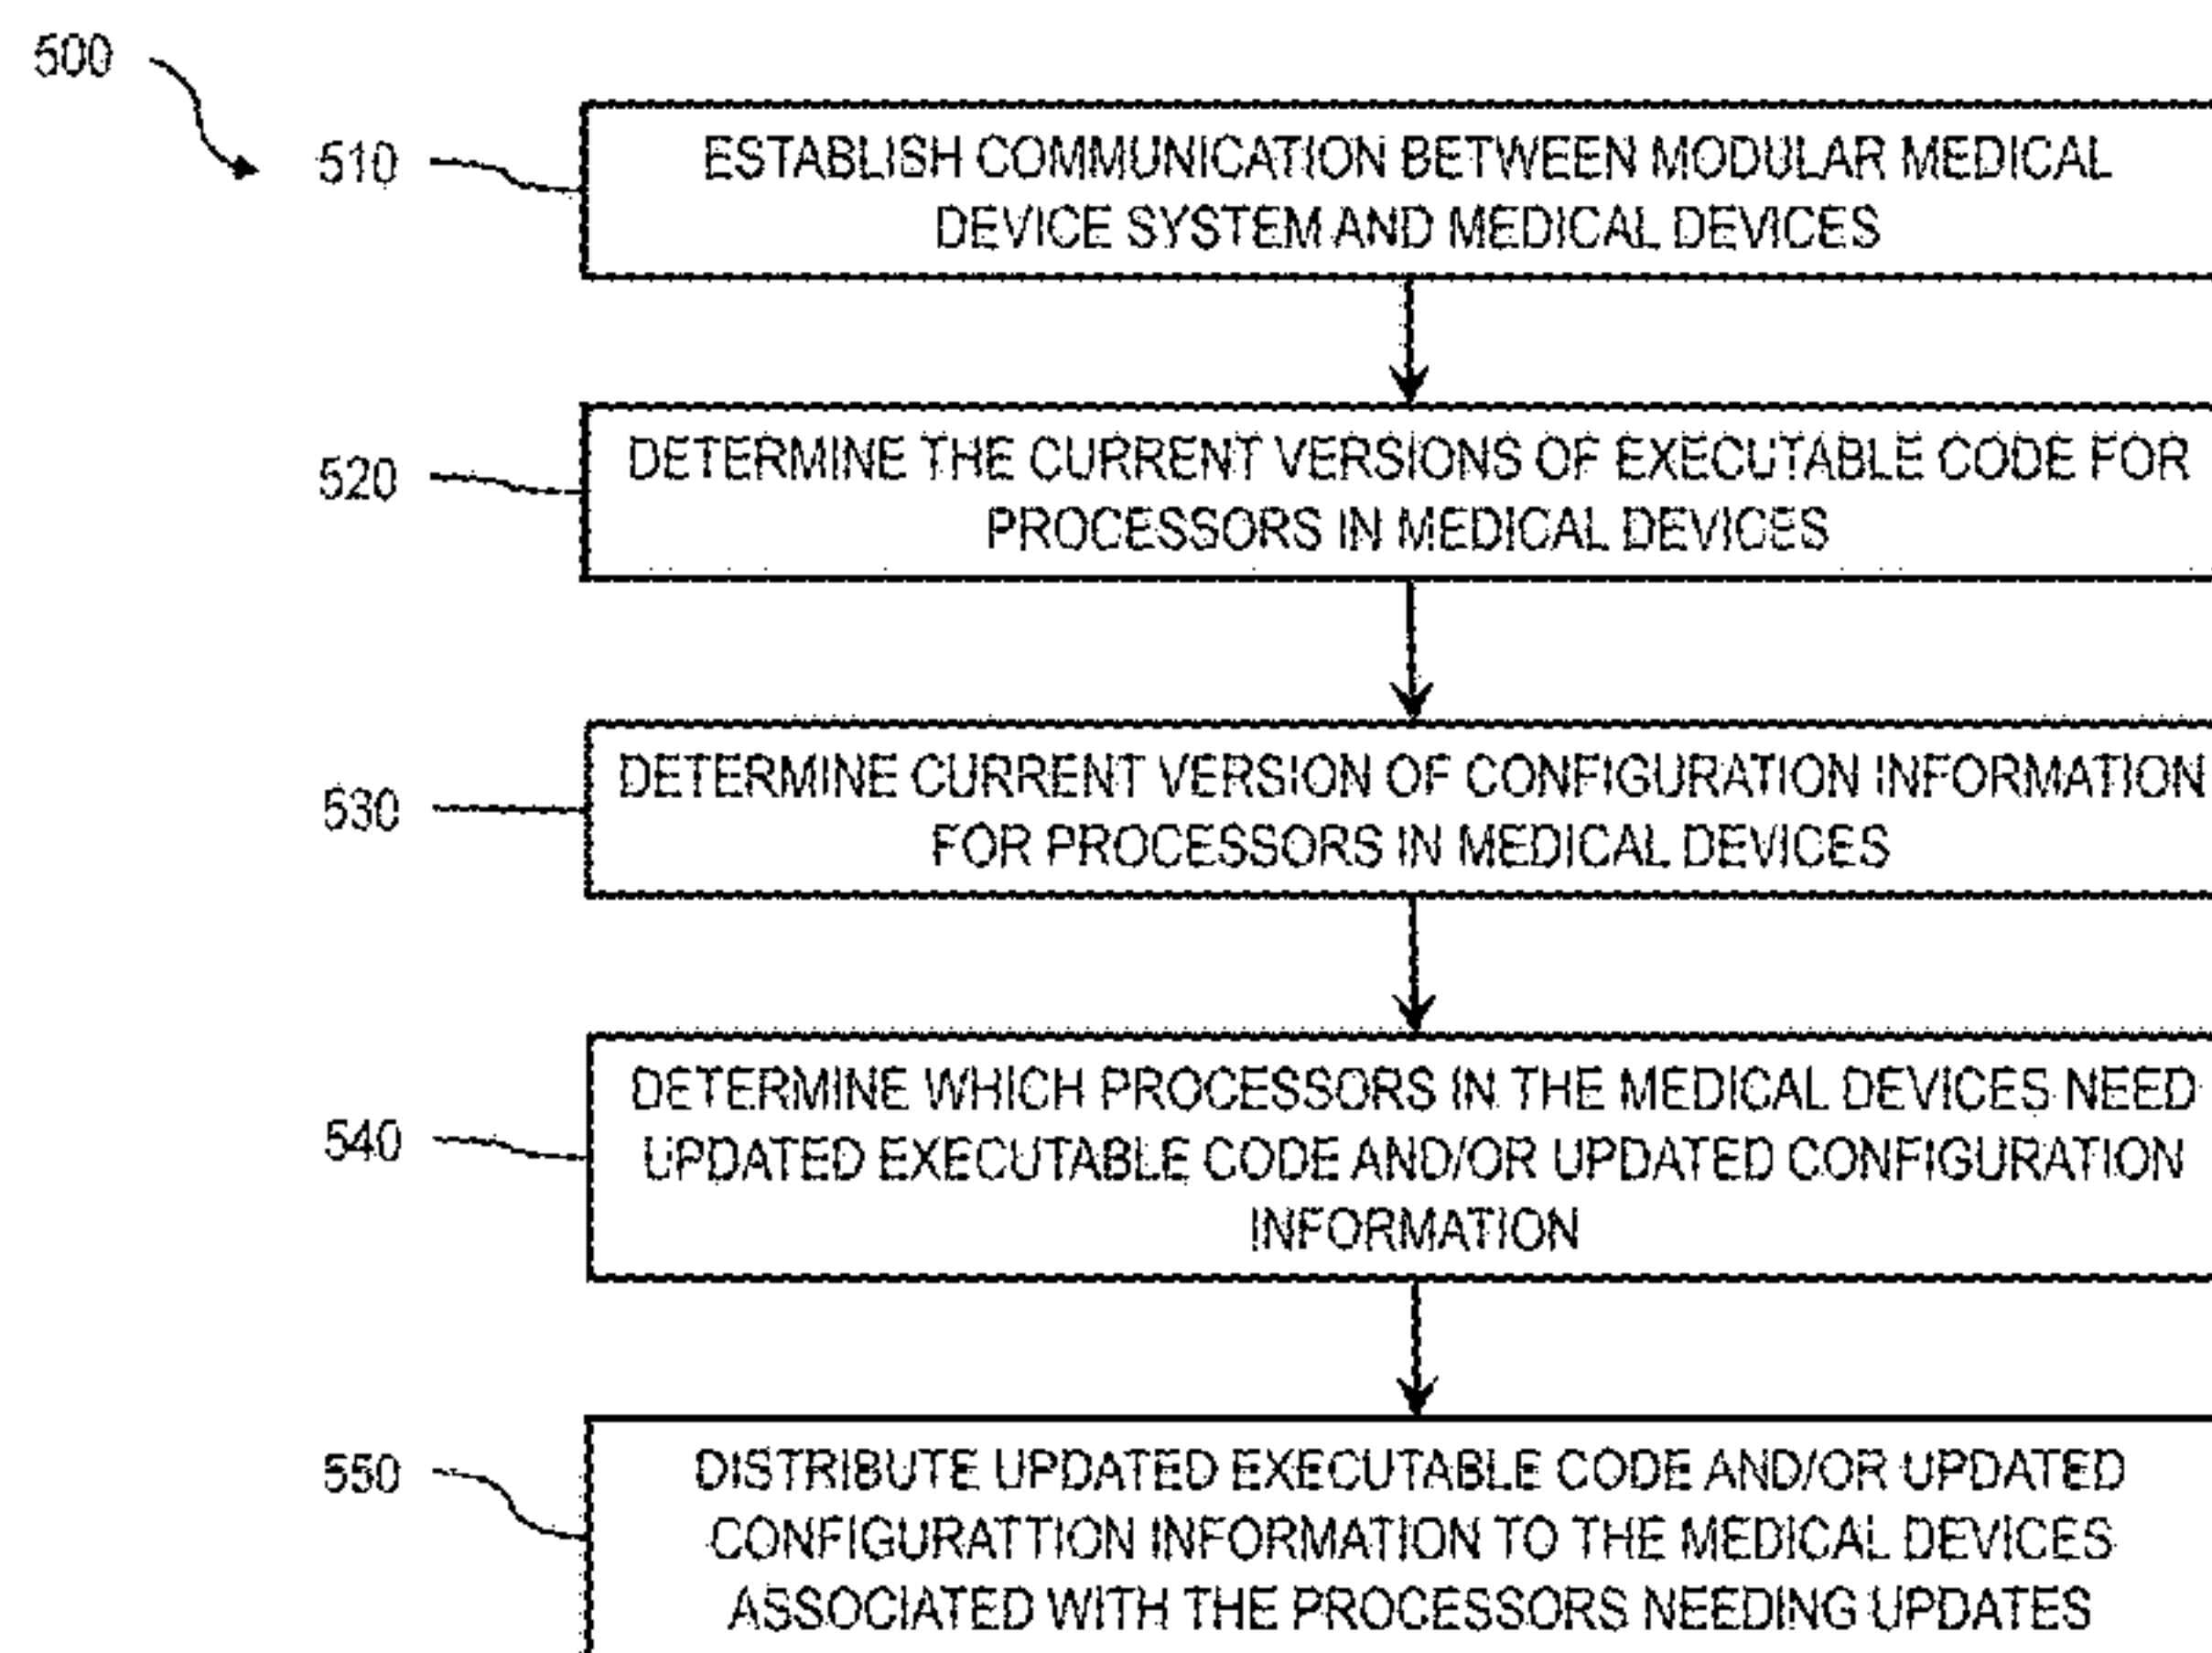 500
510
ESTABLISH COMMUNICATION BETWEEN MODULAR MEDICAL
DEVICE SYSTEM AND MEDICAL DEVICES
520
DETERMINE THE CURRENT VERSIONS OF EXECUTABLE CODE FOR
PROCESSORS IN MEDICAL DEVICES
530
DETERMINE CURRENT VERSION OF CONFIGURATION INFORMATION
FOR PROCESSORS IN MEDICAL DEVICES
540
DETERMINE WHICH PROCESSORS IN THE MEDICAL DEVICES NEED
UPDATED EXECUTABLE CODE AND/OR UPDATED CONFIGURATION
INFORMATION
550
DISTRIBUTE UPDATED EXECUTABLE CODE AND/OR UPDATED
CONFIGURATTION INFORMATION TO THE MEDICAL DEVICES
ASSOCIATED WITH THE PROCESSORS NEEDING UPDATES